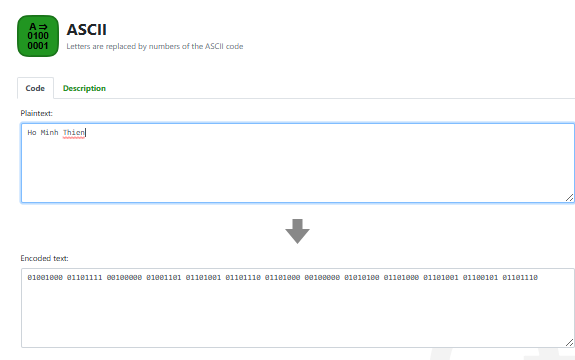 A ⇒
0100
0001
ASCII
Letters are replaced by numbers of the ASCII code
Code Description
Plaintext:
Ho Minh Thien
Encoded text:
01001000 01101111 00100000 01001101 01101001 01101110 01101000 00100000 01010100 01101000 01101001 01100101 01101110